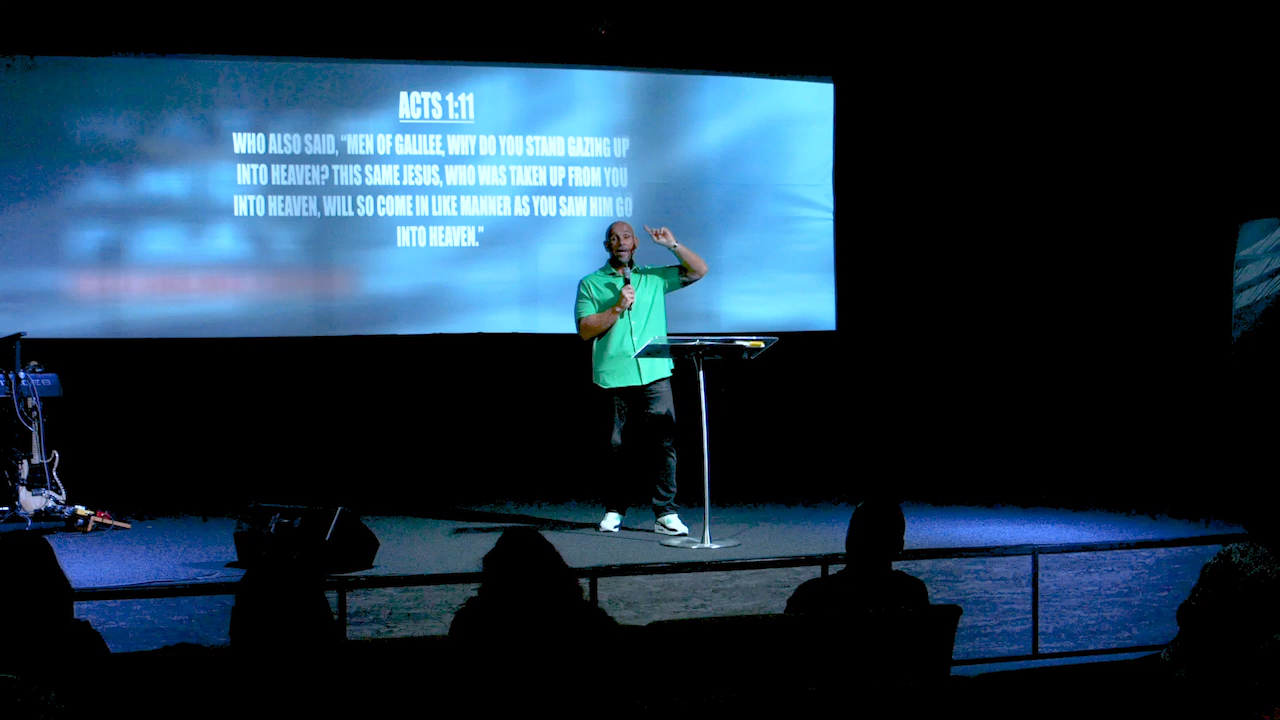 ACTS 1:11
WHO ALSO SAID, “MEN OF GALILEE, WHY DO YOU STAND GAZING UP
INTO HEAVEN? THIS SAME JESUS, WHO WAS TAKEN UP FROM YOU
INTO HEAVEN, WILL SO COME IN LIKE MANNER AS YOU SAW HIM GO
INTO HEAVEN.”